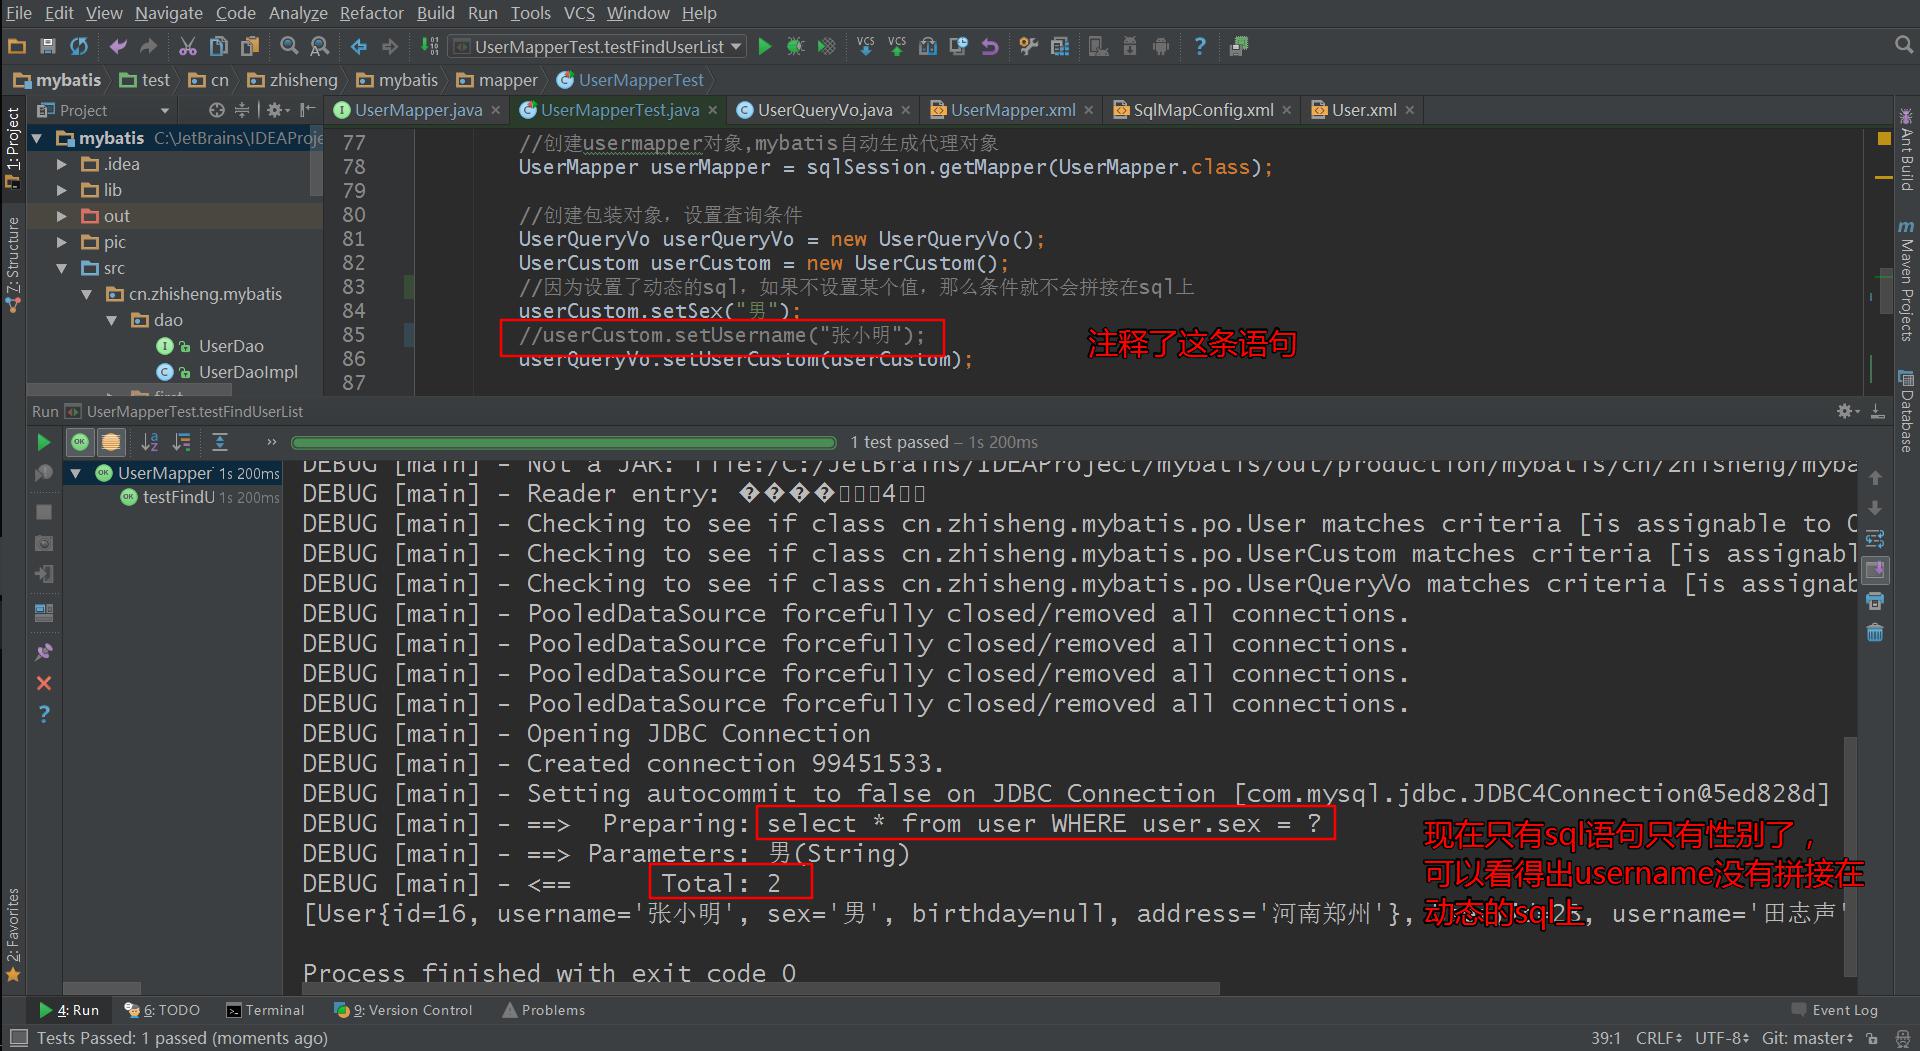 File Edit View Navigate Code Analyze Refactor Build Run Tools VCS Window Help
UserMapperTest.testFindUserList
mybatis test cn zhisheng mybatis mapper UserMapperTest
Project
UserMapper.java UserMapperTest.java UserQueryVo.java UserMapper.xml SqlMapConfig.xml User.xml
1: Project
Z: Structure
2: Favorites
Ant Build
Maven Projects
Database
mybatis C:\JetBrains\IDEAProje
.idea
lib
out
pic
src
cn.zhisheng.mybatis
dao
UserDao
UserDaoImpl
first
77 //创建usermapper对象,mybatis自动生成代理对象
78 UserMapper userMapper = sqlSession.getMapper(UserMapper.class);
79
80 //创建包装对象，设置查询条件
81 UserQueryVo userQueryVo = new UserQueryVo();
82 UserCustom userCustom = new UserCustom();
83 //因为设置了动态的sql，如果不设置某个值，那么条件就不会拼接在sql上
84 userCustom.setSex("男");
85 //userCustom.setUsername("张小明");
86 userQueryVo.setUserCustom(userCustom);
87
注释了这条语句
Run UserMapperTest.testFindUserList
1 test passed – 1s 200ms
UserMapper 1s 200ms
testFindU 1s 200ms
DEBUG [main] - Not a JAR: file:/C:/JetBrains/IDEAProject/mybatis/out/production/mybatis/cn/zhisheng/myba
DEBUG [main] - Reader entry: ����4
DEBUG [main] - Checking to see if class cn.zhisheng.mybatis.po.User matches criteria [is assignable to O
DEBUG [main] - Checking to see if class cn.zhisheng.mybatis.po.UserCustom matches criteria [is assignabl
DEBUG [main] - Checking to see if class cn.zhisheng.mybatis.po.UserQueryVo matches criteria [is assignab
DEBUG [main] - PooledDataSource forcefully closed/removed all connections.
DEBUG [main] - PooledDataSource forcefully closed/removed all connections.
DEBUG [main] - PooledDataSource forcefully closed/removed all connections.
DEBUG [main] - PooledDataSource forcefully closed/removed all connections.
DEBUG [main] - Opening JDBC Connection
DEBUG [main] - Created connection 99451533.
DEBUG [main] - Setting autocommit to false on JDBC Connection [com.mysql.jdbc.JDBC4Connection@5ed828d]
DEBUG [main] - ==>  Preparing: select * from user WHERE user.sex = ?
DEBUG [main] - ==> Parameters: 男(String)
DEBUG [main] - <==      Total: 2
[User{id=16, username='张小明', sex='男', birthday=null, address='河南郑州'}, username='田志声'
现在只有sql语句只有性别了，
可以看得出username没有拼接在
动态的sql上
Process finished with exit code 0
4: Run 6: TODO Terminal 9: Version Control Problems Event Log
Tests Passed: 1 passed (moments ago) 39:1 CRLF UTF-8 Git: master